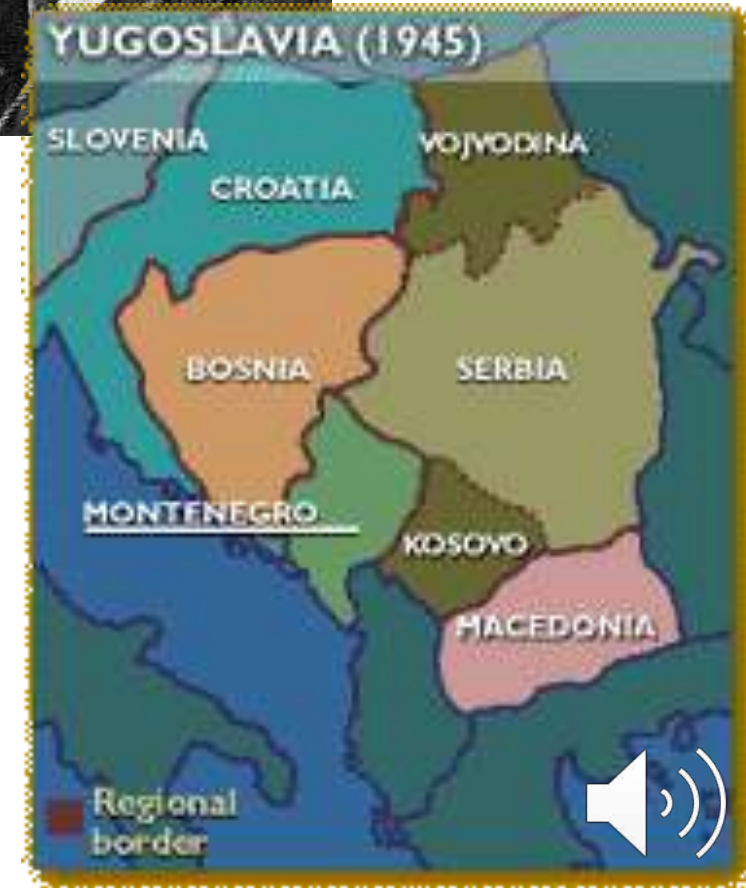 YUGOSLAVIA (1945)
SLOVENIA
VOJVODINA
CROATIA
BOSNIA
SERBIA
MONTENEGRO
KOSOVO
MACEDONIA
Regional
border